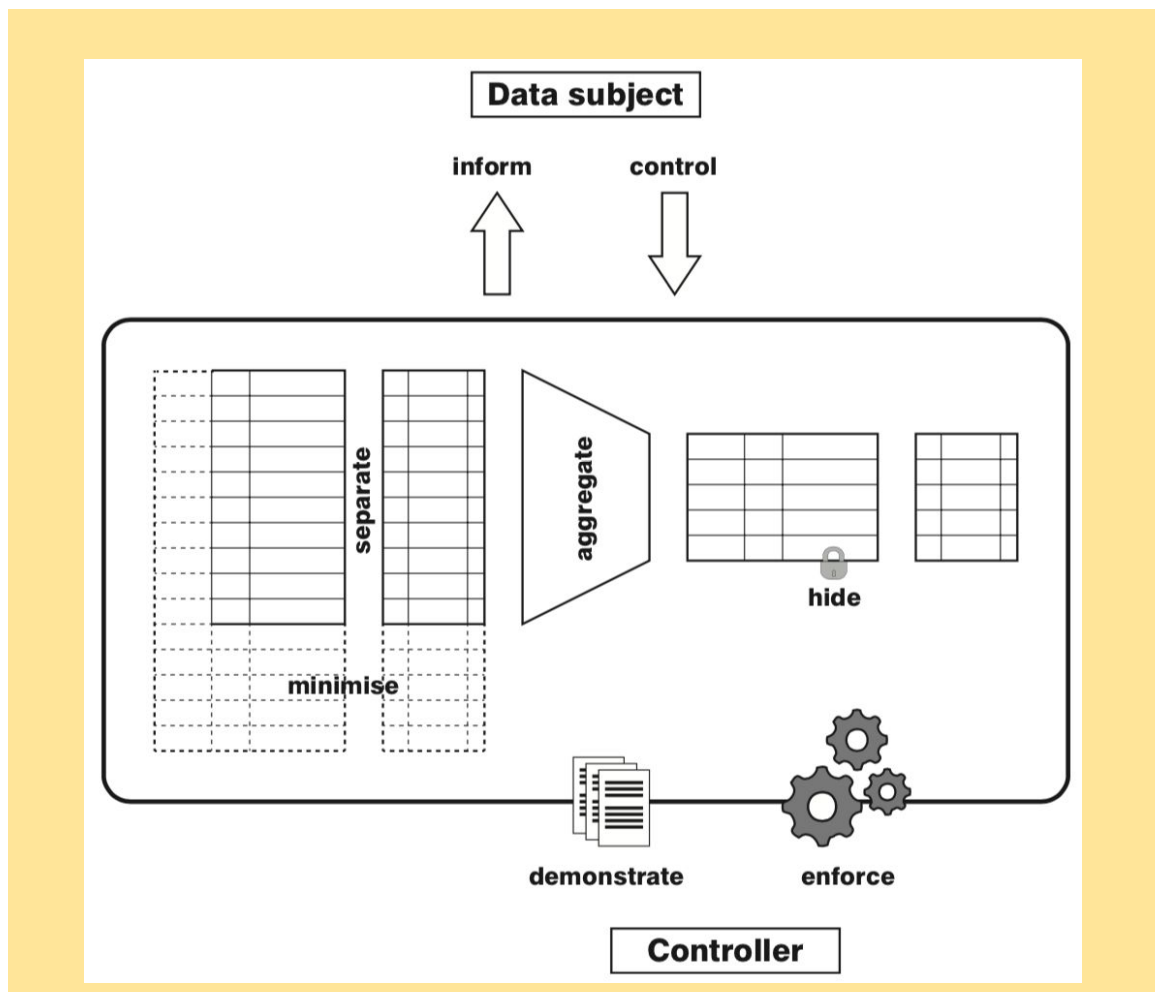 Data subject
inform
control
separate
aggregate
hide
minimise
demonstrate
enforce
Controller